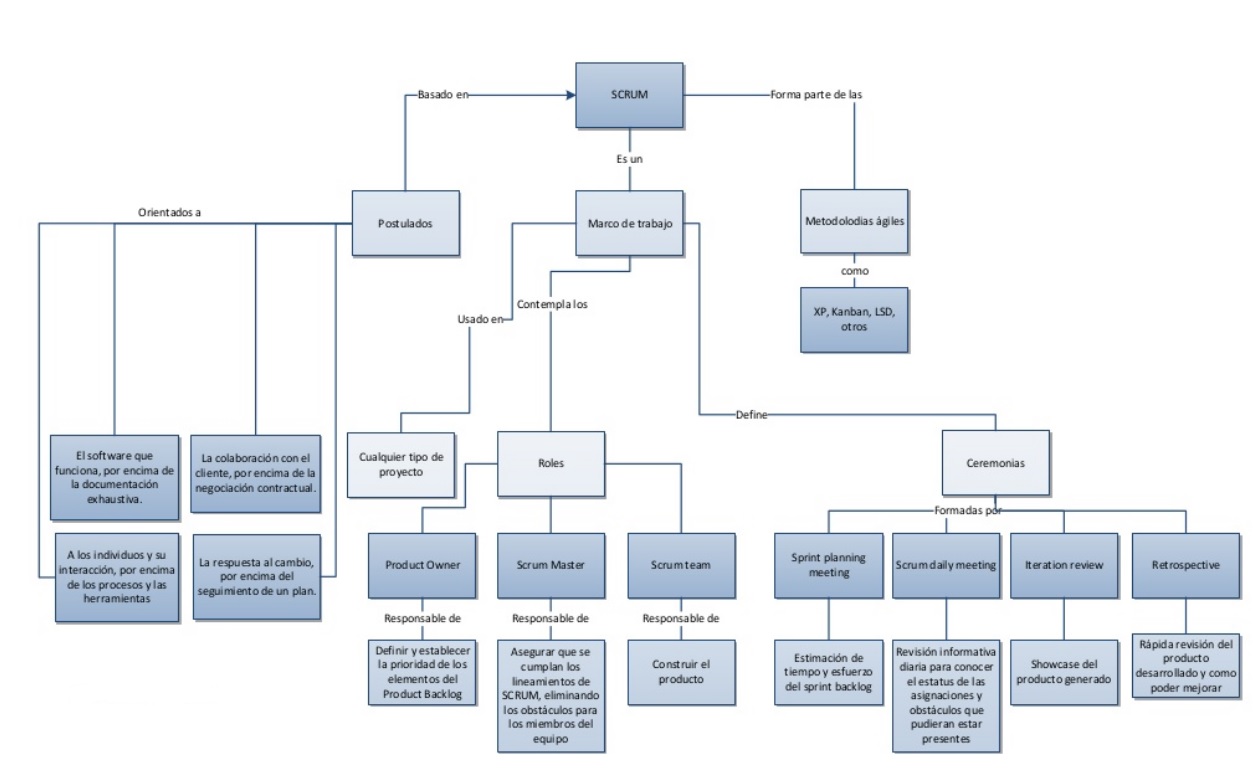 SCRUM
Basado en
Forma parte de las
Es un
Postulados
Orientados a
Marco de trabajo
Metodolodias ágiles
como
XP, Kanban, LSD,
otros
Contempla los
Usado en
Define
El software que
funciona, por encima de
la documentación
exhaustiva.
La colaboración con el
cliente, por encima de la
negociación contractual.
A los individuos y su
interacción, por encima
de los procesos y las
herramientas
La respuesta al cambio,
por encima del
seguimiento de un plan.
Cualquier tipo de
proyecto
Roles
Ceremonias
Formadas por
Product Owner
Scrum Master
Scrum team
Responsable de
Responsable de
Responsable de
Definir y establecer
la prioridad de los
elementos del
Product Backlog
Asegurar que se
cumplan los
lineamientos de
SCRUM, eliminando
los obstáculos para
los miembros del
equipo
Construir el
producto
Sprint planning
meeting
Scrum daily meeting
Iteration review
Retrospective
Estimación de
tiempo y esfuerzo
del sprint backlog
Revisión informativa
diaria para conocer
el estatus de las
asignaciones y
obstáculos que
pudieran estar
presentes
Showcase del
producto generado
Rápida revisión del
producto
desarrollado y como
poder mejorar